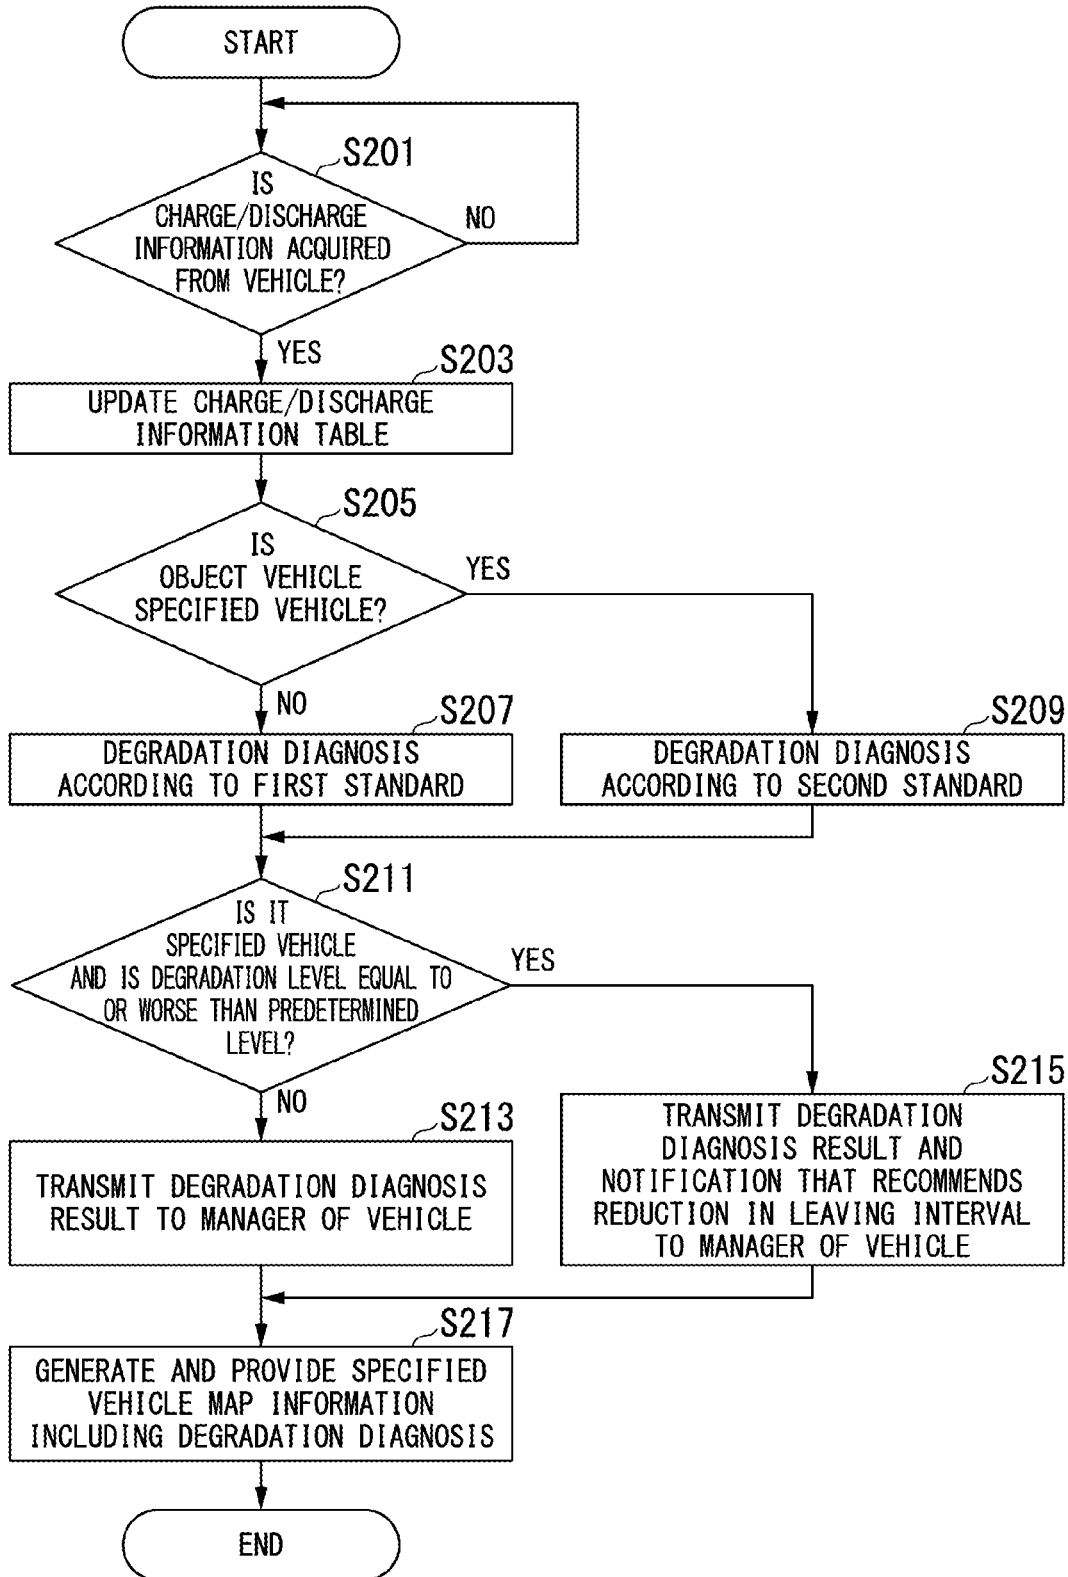 START
S201
IS
CHARGE/DISCHARGE
INFORMATION ACQUIRED
FROM VEHICLE?
NO
YES
S203
UPDATE CHARGE/DISCHARGE
INFORMATION TABLE
S205
IS
OBJECT VEHICLE
SPECIFIED VEHICLE?
YES
NO
S207
DEGRADATION DIAGNOSIS
ACCORDING TO FIRST STANDARD
S209
DEGRADATION DIAGNOSIS
ACCORDING TO SECOND STANDARD
S211
IS IT
SPECIFIED VEHICLE
AND IS DEGRADATION LEVEL EQUAL TO
OR WORSE THAN PREDETERMINED
LEVEL?
YES
NO
S213
TRANSMIT DEGRADATION DIAGNOSIS
RESULT TO MANAGER OF VEHICLE
S215
TRANSMIT DEGRADATION
DIAGNOSIS RESULT AND
NOTIFICATION THAT RECOMMENDS
REDUCTION IN LEAVING INTERVAL
TO MANAGER OF VEHICLE
S217
GENERATE AND PROVIDE SPECIFIED
VEHICLE MAP INFORMATION
INCLUDING DEGRADATION DIAGNOSIS
END